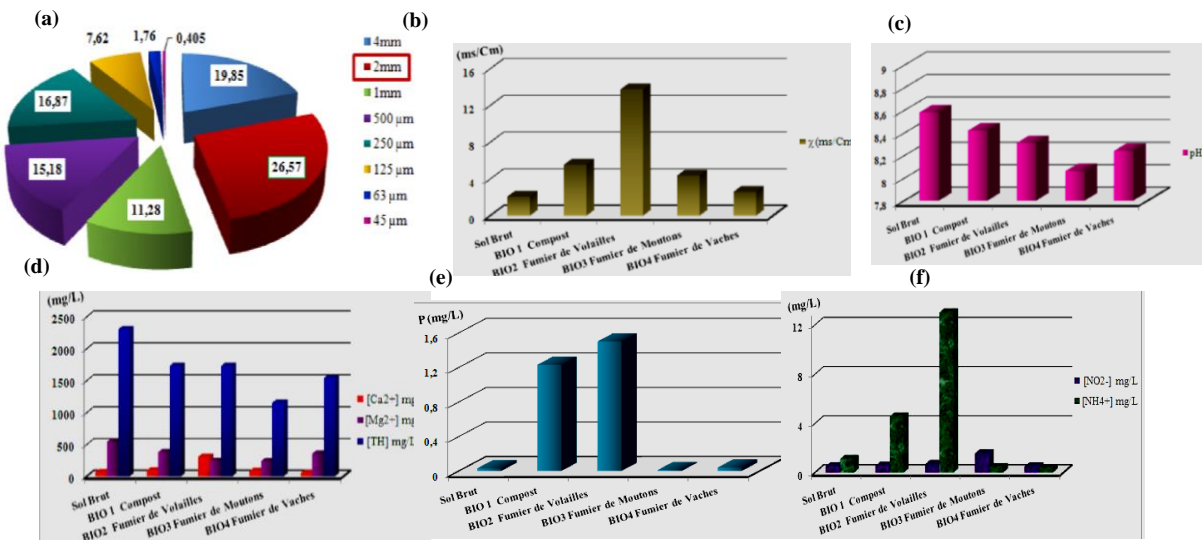 (a)
7,62
1,76
0,405
19,85
26,57
11,28
15,18
16,87
4mm
2mm
1mm
500 µm
250 µm
125 µm
63 µm
45 µm
(b)
(ms/Cm)
16
12
8
4
0
Sol Brut
BIO 1 Compost
BIO2 Fumier de Volailles
BIO3 Fumier de Moutons
BIO4 Fumier de Vaches
χ (ms/Cm
(c)
9
8,8
8,6
8,4
8,2
8
7,8
Sol Brut
BIO 1 Compost
BIO2 Fumier de Volailles
BIO3 Fumier de Moutons
BIO4 Fumier de Vaches
pH
(d)
(mg/L)
2500
2000
1500
1000
500
0
Sol Brut
BIO 1 Compost
BIO2 Fumier de Volailles
BIO3 Fumier de Moutons
BIO4 Fumier de Vaches
[Ca2+] mg
[Mg2+] mg
[TH] mg/L
(e)
P (mg/L)
1,6
1,2
0,8
0,4
0
Sol Brut
BIO 1 Compost
BIO2 Fumier de Volailles
BIO3 Fumier de Moutons
BIO4 Fumier de Vaches
(f)
(mg/L)
12
8
4
0
Sol Brut
BIO 1 Compost
BIO2 Fumier de Volailles
BIO3 Fumier de Moutons
BIO4 Fumier de Vaches
[NO2-] mg/L
[NH4+] mg/L